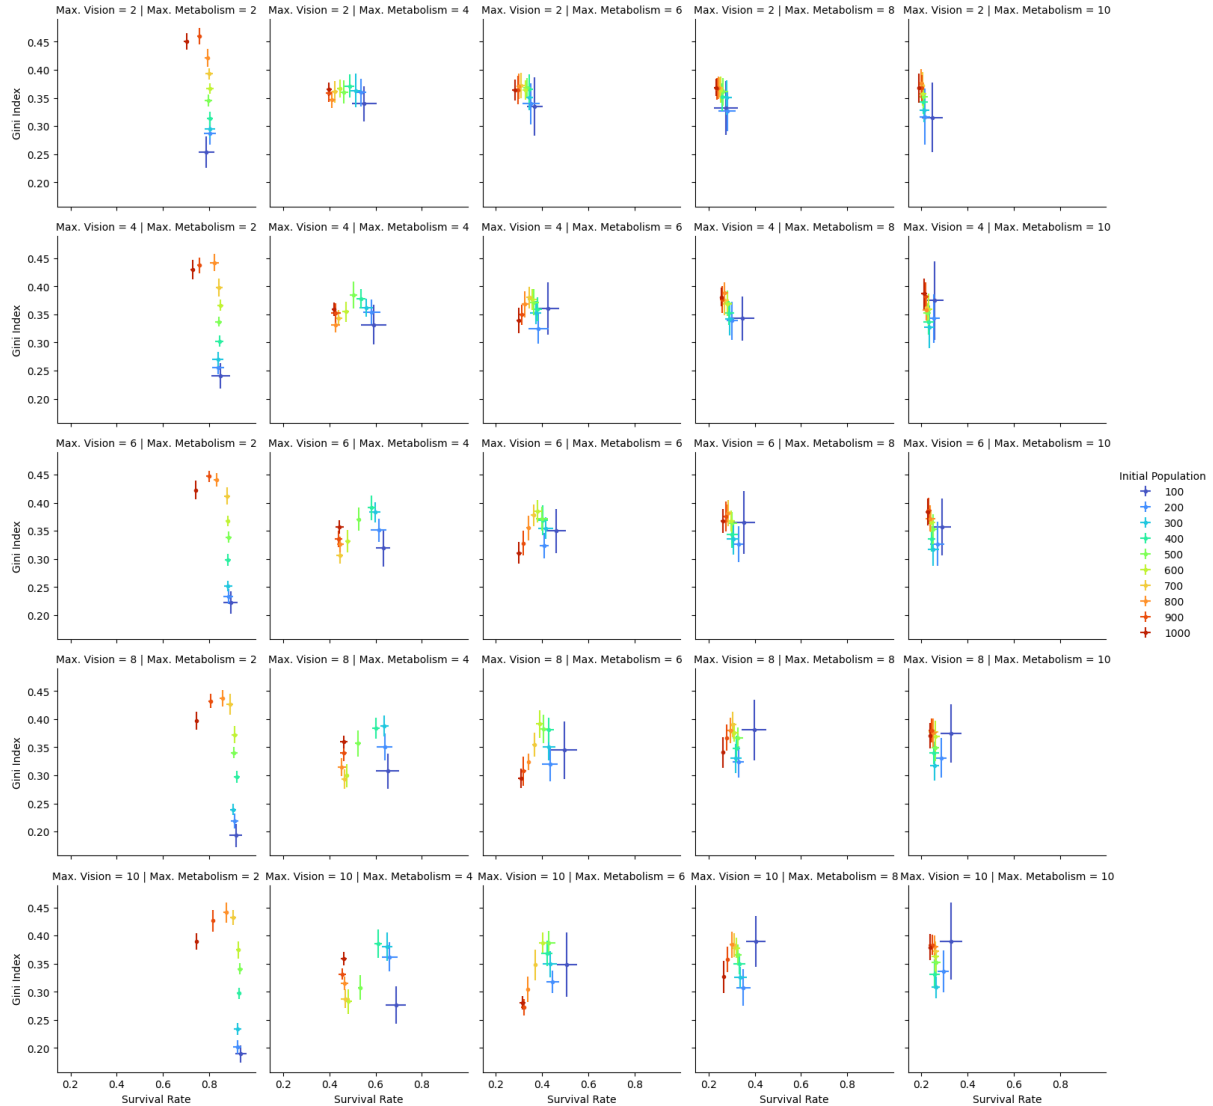 Max. Vision = 2 | Max. Metabolism = 2
Max. Vision = 2 | Max. Metabolism = 4
Max. Vision = 2 | Max. Metabolism = 6
Max. Vision = 2 | Max. Metabolism = 8
Max. Vision = 2 | Max. Metabolism = 10
0.45
0.40
0.35
0.30
0.25
0.20
Gini Index
Max. Vision = 4 | Max. Metabolism = 2
Max. Vision = 4 | Max. Metabolism = 4
Max. Vision = 4 | Max. Metabolism = 6
Max. Vision = 4 | Max. Metabolism = 8
Max. Vision = 4 | Max. Metabolism = 10
0.45
0.40
0.35
0.30
0.25
0.20
Gini Index
Max. Vision = 6 | Max. Metabolism = 2
Max. Vision = 6 | Max. Metabolism = 4
Max. Vision = 6 | Max. Metabolism = 6
Max. Vision = 6 | Max. Metabolism = 8
Max. Vision = 6 | Max. Metabolism = 10
0.45
0.40
0.35
0.30
0.25
0.20
Gini Index
Initial Population
100
200
300
400
500
600
700
800
900
1000
Max. Vision = 8 | Max. Metabolism = 2
Max. Vision = 8 | Max. Metabolism = 4
Max. Vision = 8 | Max. Metabolism = 6
Max. Vision = 8 | Max. Metabolism = 8
Max. Vision = 8 | Max. Metabolism = 10
0.45
0.40
0.35
0.30
0.25
0.20
Gini Index
Max. Vision = 10 | Max. Metabolism = 2
Max. Vision = 10 | Max. Metabolism = 4
Max. Vision = 10 | Max. Metabolism = 6
Max. Vision = 10 | Max. Metabolism = 8
Max. Vision = 10 | Max. Metabolism = 10
0.45
0.40
0.35
0.30
0.25
0.20
Gini Index
0.2 0.4 0.6 0.8
0.2 0.4 0.6 0.8
0.2 0.4 0.6 0.8
0.2 0.4 0.6 0.8
0.2 0.4 0.6 0.8
Survival Rate
Survival Rate
Survival Rate
Survival Rate
Survival Rate